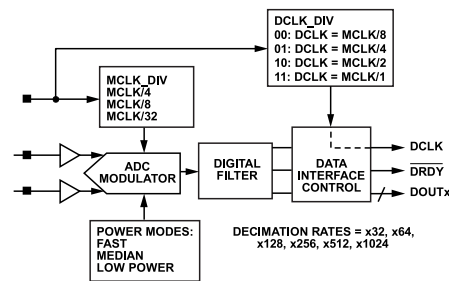 DCLK_DIV
00: DCLK = MCLK/8
01: DCLK = MCLK/4
10: DCLK = MCLK/2
11: DCLK = MCLK/1
MCLK_DIV
MCLK/4
MCLK/8
MCLK/32
ADC
MODULATOR
DIGITAL
FILTER
DATA
INTERFACE
CONTROL
DCLK
DRDY
DOUTx
POWER MODES:
FAST
MEDIAN
LOW POWER
DECIMATION RATES = x32, x64,
x128, x256, x512, x1024